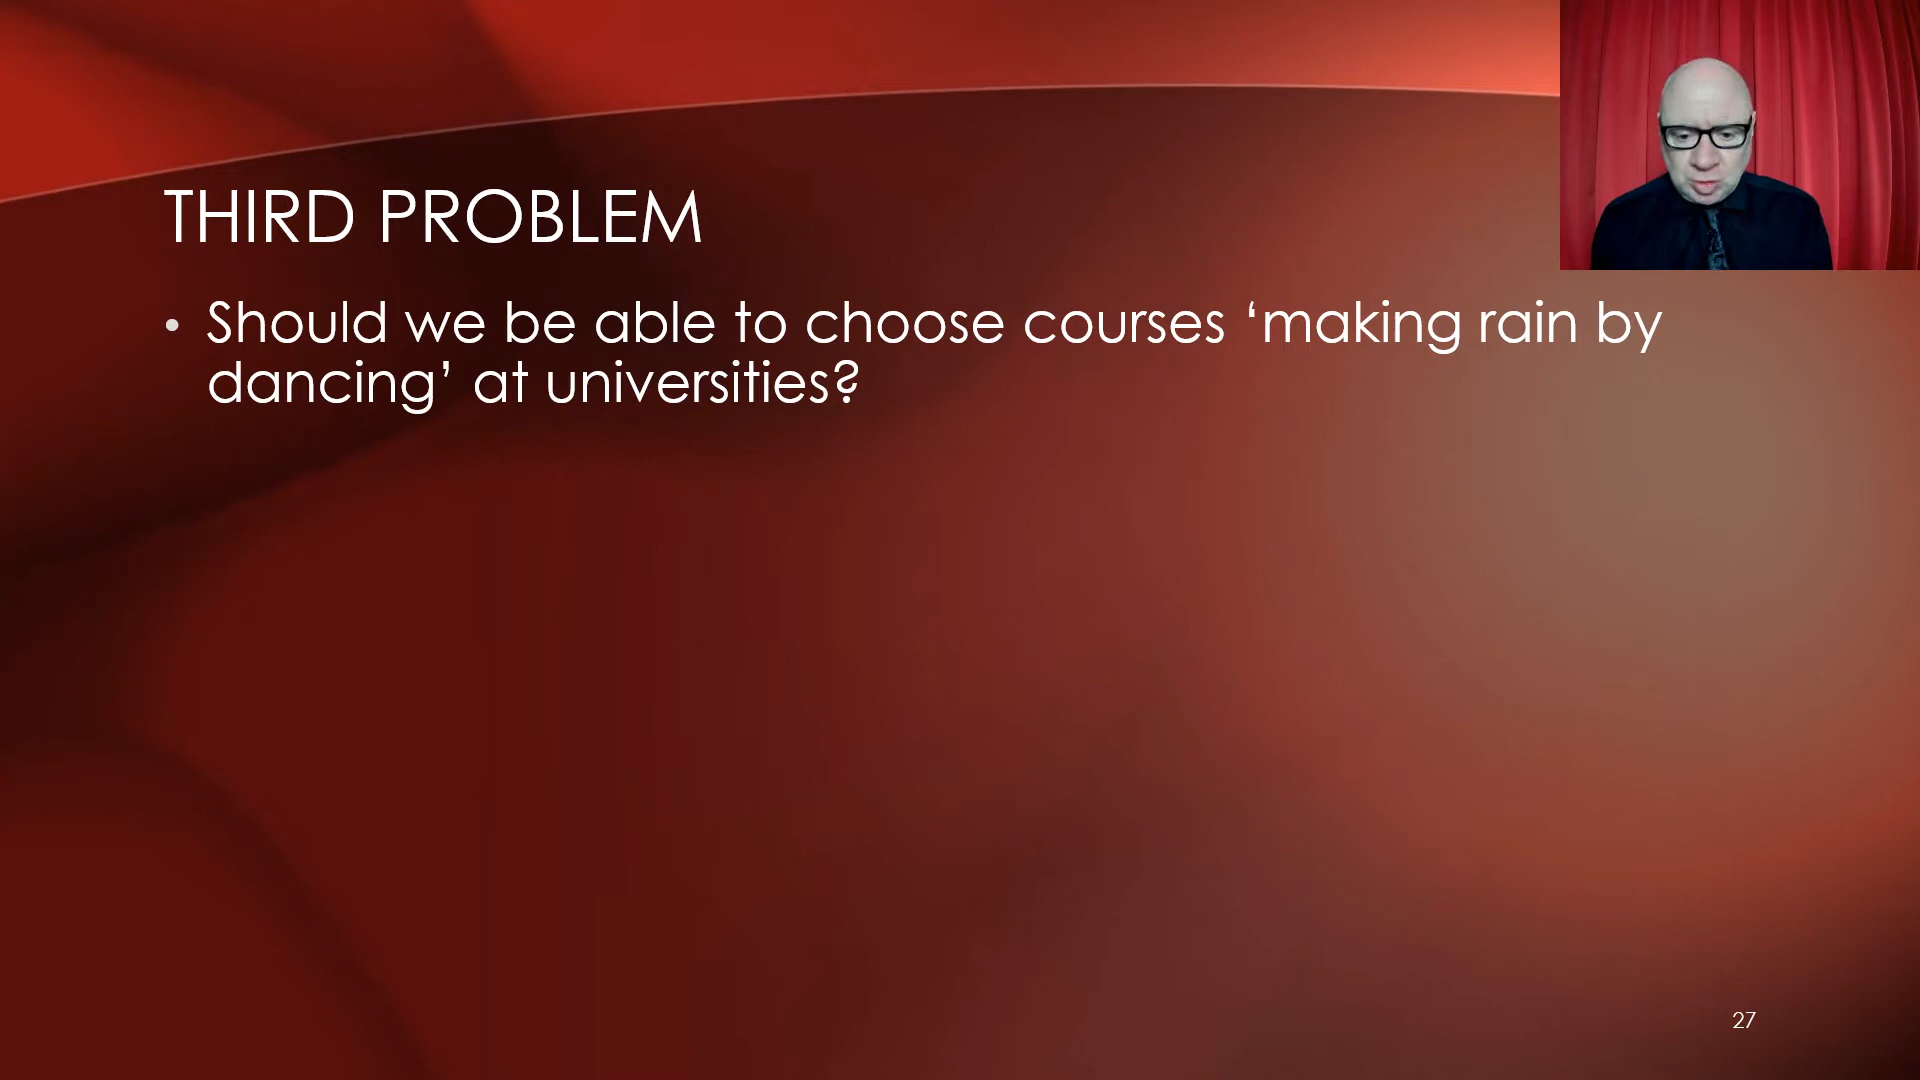 THIRD PROBLEM
• Should we be able to choose courses ‘making rain by
dancing’ at universities?
27